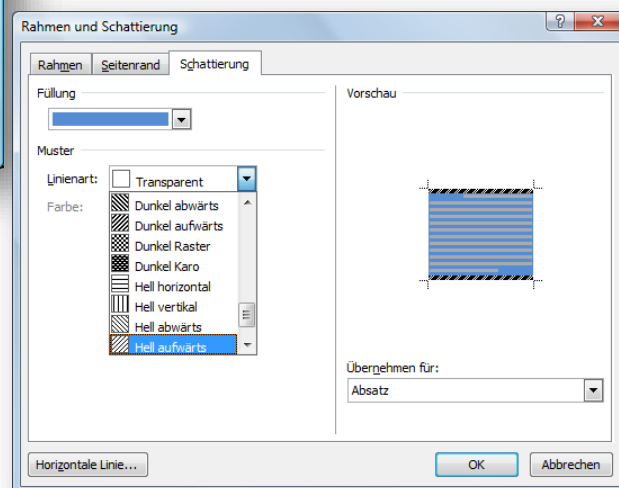 Rahmen und Schattierung
Rahmen Seitenrand Schattierung
Füllung
Muster
Linienart: Transparent
Farbe:
Dunkel abwärts
Dunkel aufwärts
Dunkel Raster
Dunkel Karo
Hell horizontal
Hell vertikal
Hell abwärts
Hell aufwärts
Vorschau
Übernehmen für:
Absatz
Horizontale Linie... OK Abbrechen